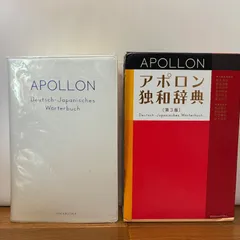 APOLLON
Deutsch-Japanisches
Wörterbuch
APOLLON
アポロン
独和辞典
〈第3版〉
Deutsch-Japanisches Wörterbuch